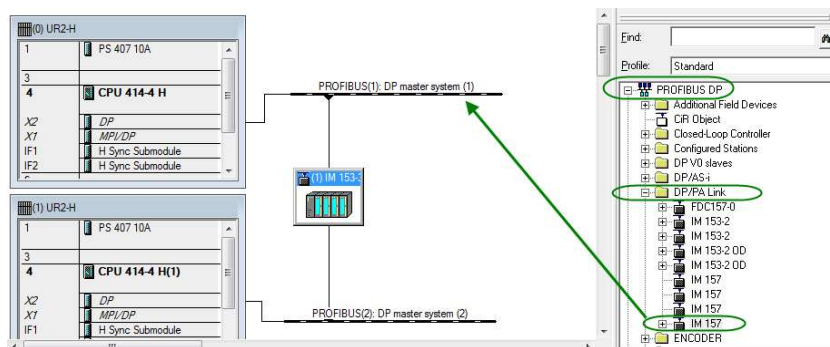 (0) UR2-H
1 PS 407 10A
3
4 CPU 414-4 H
X2 DP
X1 MPI/DP
IF1 H Sync Submodule
IF2 H Sync Submodule
(1) UR2-H
1 PS 407 10A
3
4 CPU 414-4 H(1)
X2 DP
X1 MPI/DP
IF1 H Sync Submodule
PROFIBUS(1): DP master system (1)
(1) IM 153-2
PROFIBUS(2): DP master system (2)
Find:
Profile: Standard
PROFIBUS DP
Additional Field Devices
CiR Object
Closed-Loop Controller
Configured Stations
DP V0 slaves
DP/AS-i
DP/PA Link
FDC157-0
IM 153-2
IM 153-2
IM 153-2 OD
IM 153-2 OD
IM 157
IM 157
IM 157
IM 157
ENCODER